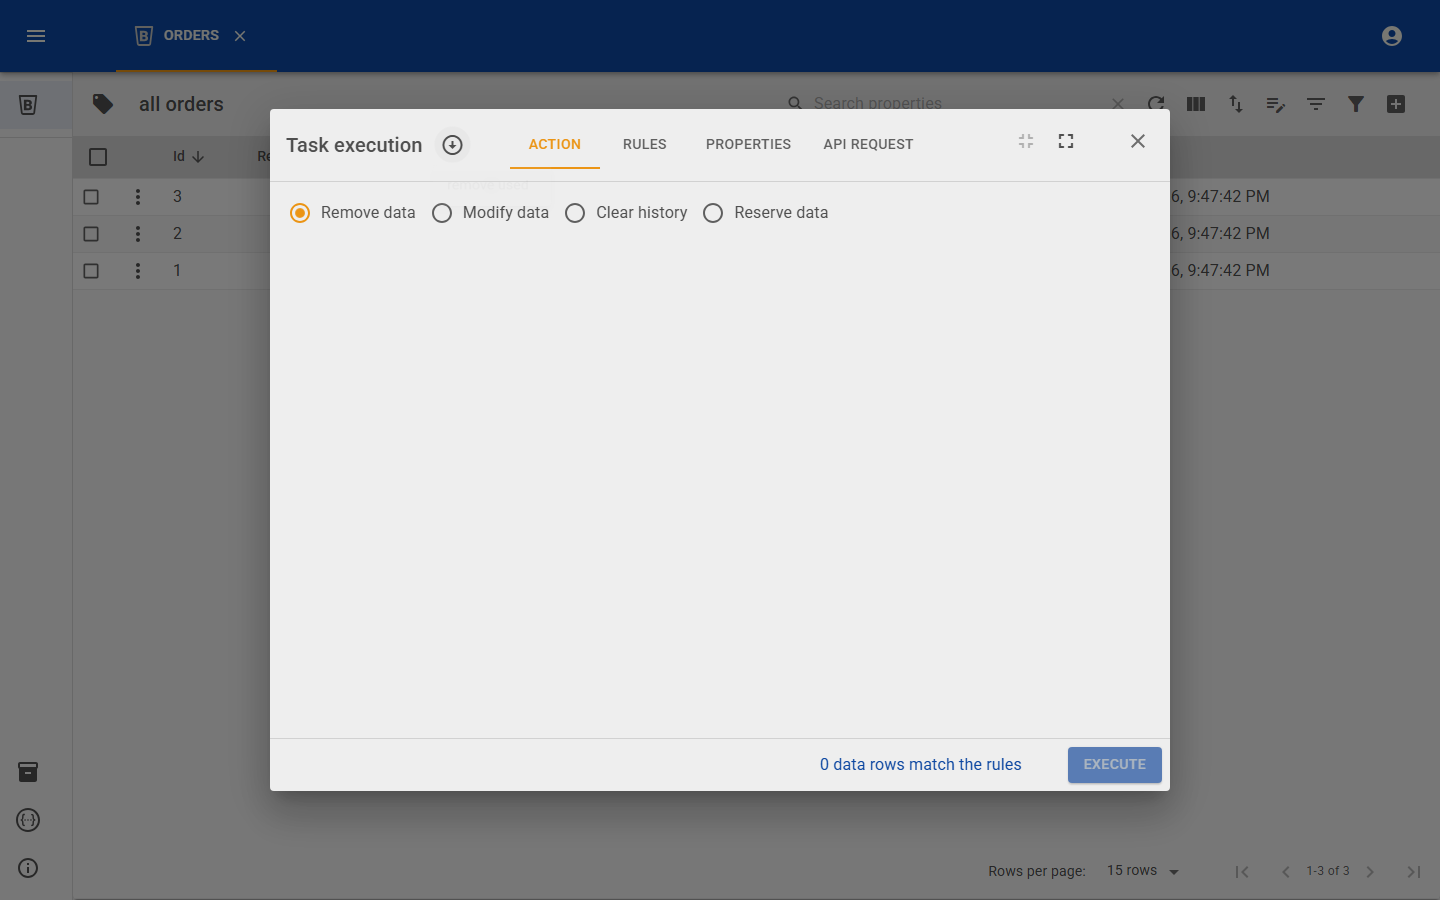 ORDERS
all orders
Search properties
Id
Re
3
6, 9:47:42 PM
2
6, 9:47:42 PM
1
6, 9:47:42 PM
Task execution
ACTION
RULES
PROPERTIES
API REQUEST
Remove data
Modify data
Clear history
Reserve data
0 data rows match the rules
EXECUTE
Rows per page:
15 rows
1-3 of 3